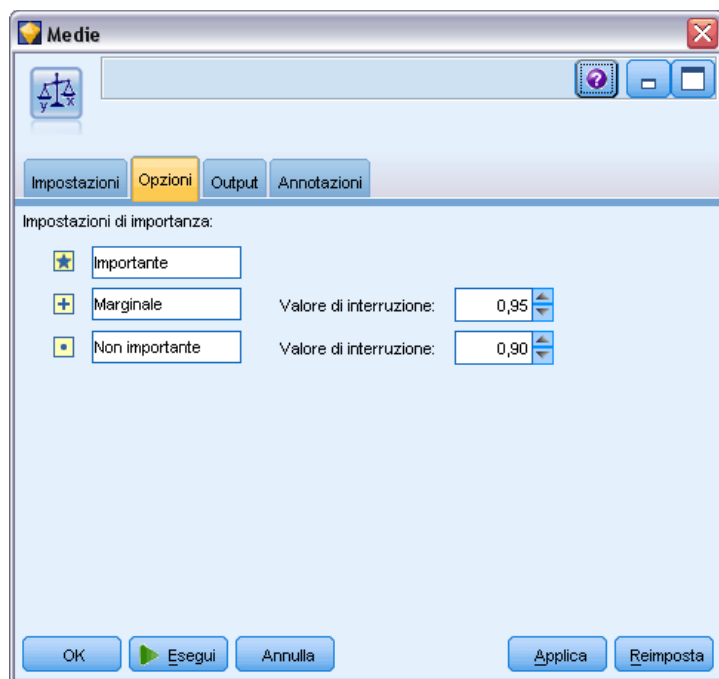 Medie
y x
Impostazioni Opzioni Output Annotazioni
Impostazioni di importanza:
Importante
Marginale Valore di interruzione: 0,95
Non importante Valore di interruzione: 0,90
OK Esegui Annulla Applica Reimposta